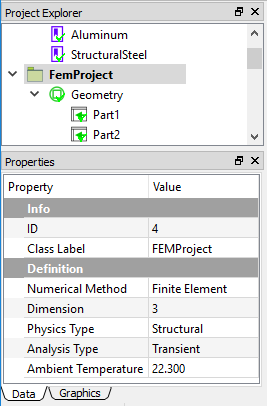 Project Explorer
Aluminum
StructuralSteel
FemProject
Geometry
Part1
Part2
Properties
Property Value
Info
ID 4
Class Label FEMProject
Definition
Numerical Method Finite Element
Dimension 3
Physics Type Structural
Analysis Type Transient
Ambient Temperature 22.300
Data Graphics